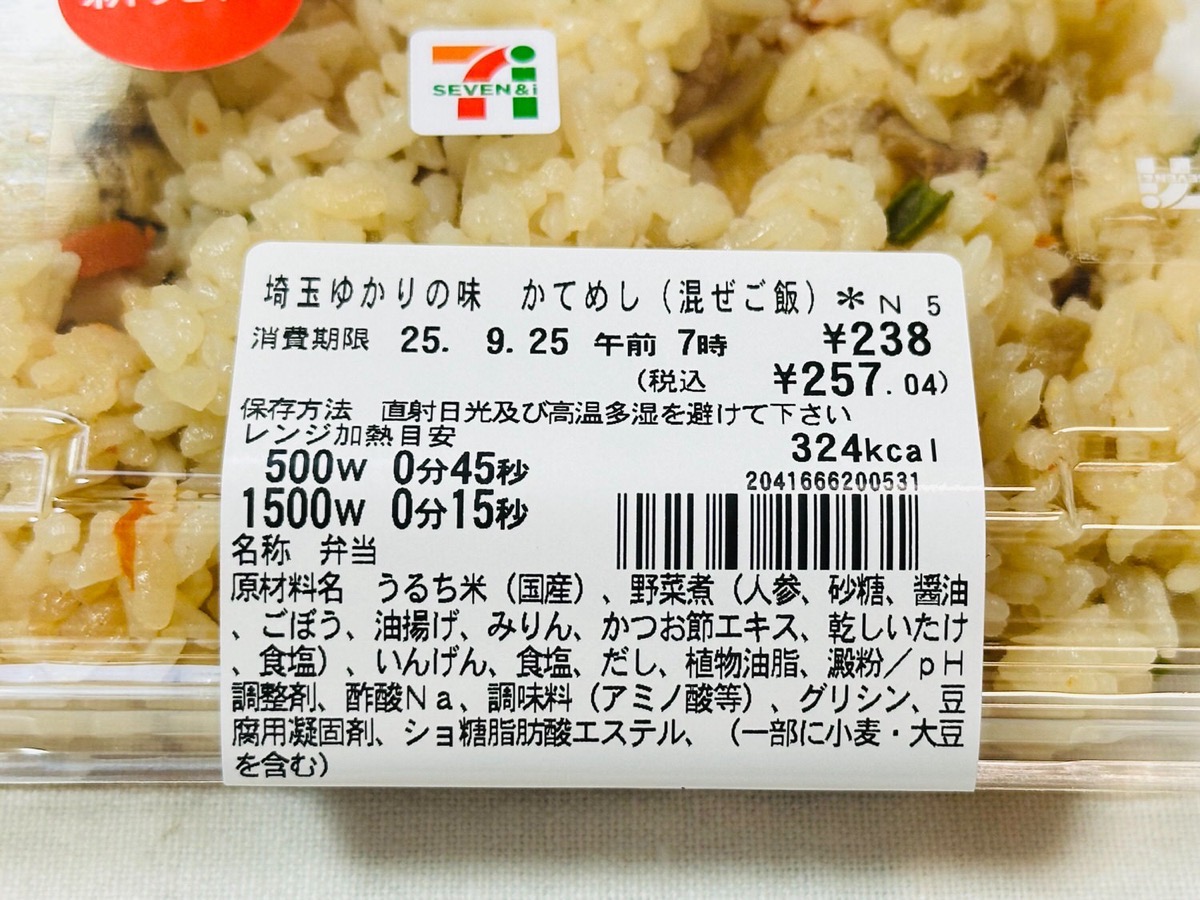 SEVEN&i
埼玉ゆかりの味 かてめし（混ぜご飯）＊N 5
消費期限 25. 9.25 午前 7時 ¥238
（税込 ¥257.04）
保存方法 直射日光及び高温多湿を避けて下さい
レンジ加熱目安 324kcal
500W 0分45秒
2041666200531
1500W 0分15秒
名称 弁当
原材料名 うるち米（国産）、野菜煮（人参、砂糖、醤油
、ごぼう、油揚げ、みりん、かつお節エキス、乾しいたけ
、食塩）、いんげん、食塩、だし、植物油脂、澱粉／pH
調整剤、酢酸Na、調味料（アミノ酸等）、グリシン、豆
腐用凝固剤、ショ糖脂肪酸エステル、（一部に小麦・大豆
を含む）